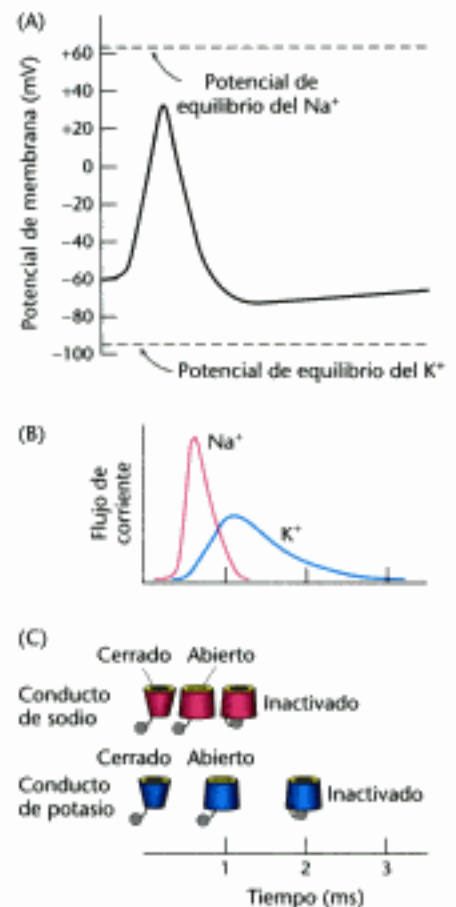 (A)
Potencial de membrana (mV)
+60
+40
+20
0
−20
−40
−60
−80
−100
Potencial de
equilibrio del Na⁺
Potencial de equilibrio del K⁺
(B)
Flujo de
corriente
Na⁺
K⁺
(C)
Cerrado Abierto
Conducto
de sodio
Inactivado
Cerrado Abierto
Conducto
de potasio
Inactivado
1 2 3
Tiempo (ms)